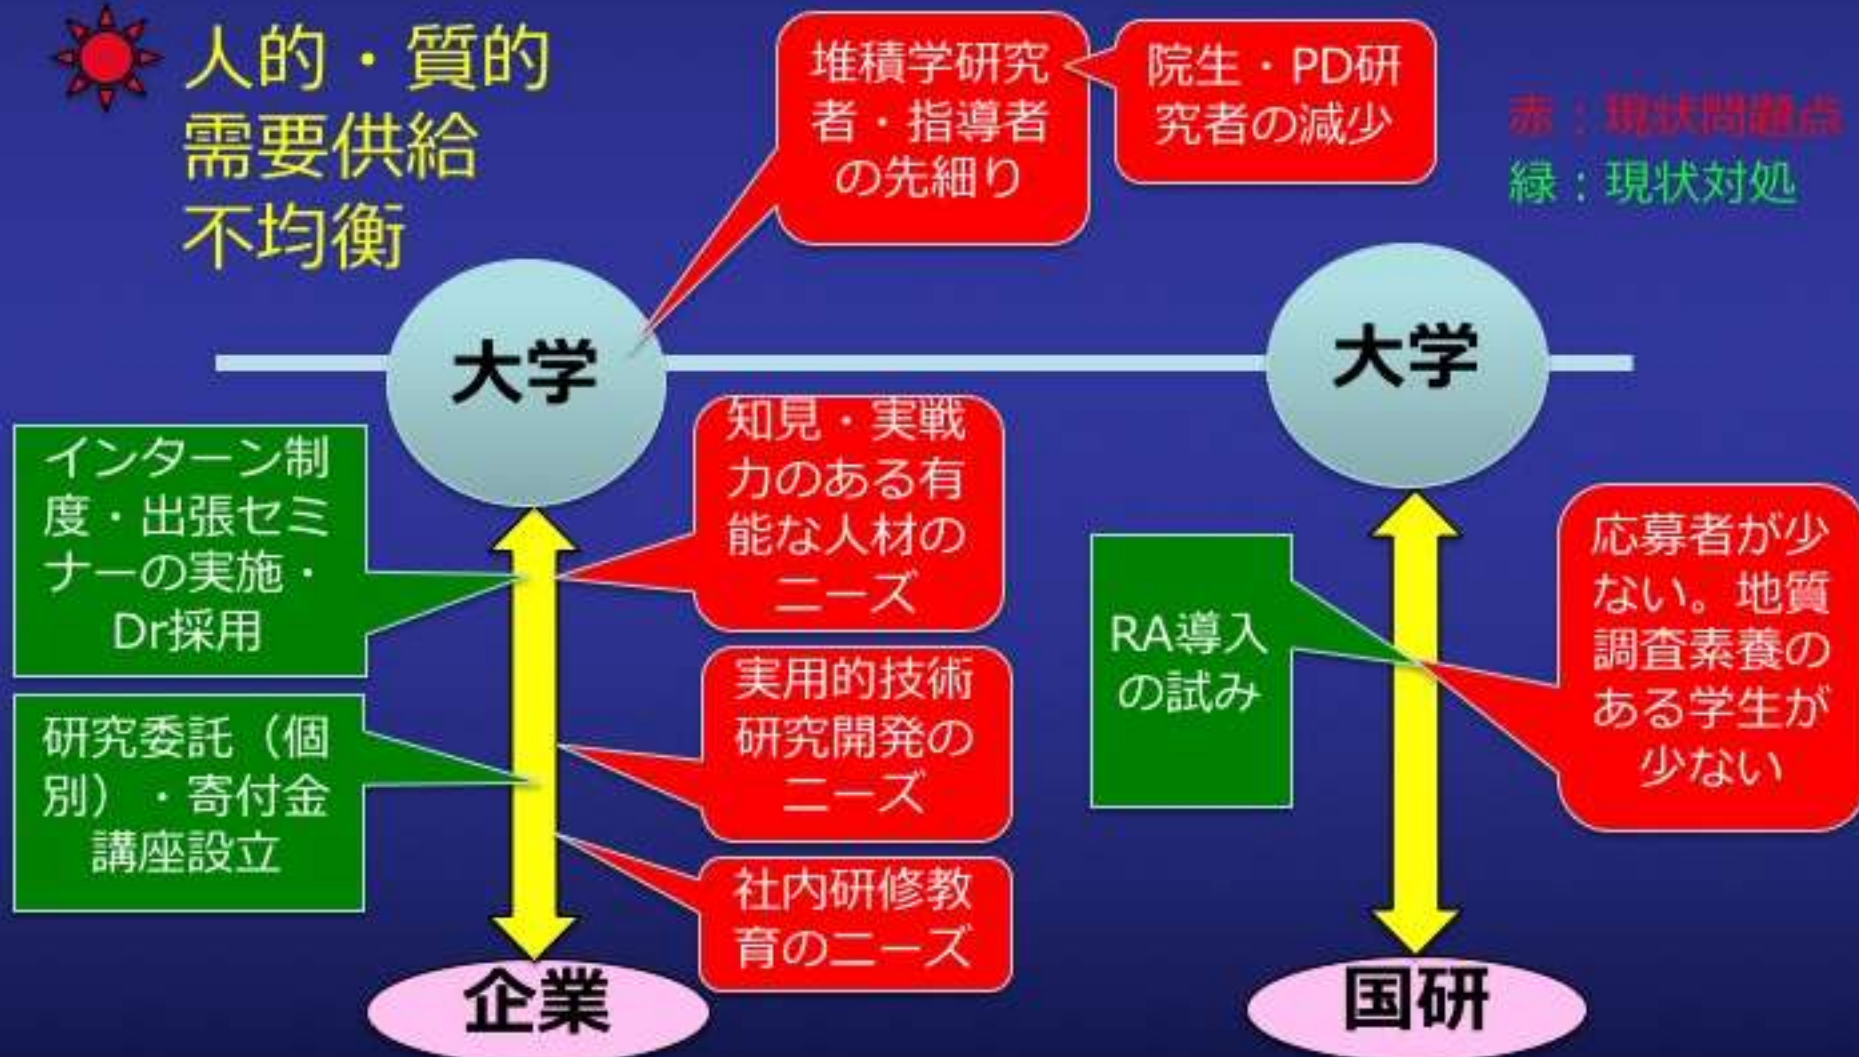 人的・質的
需要供給
不均衡
堆積学研究
者・指導者
の先細り
院生・PD研
究者の減少
赤：現状問題点
緑：現状対処
大学
大学
インターン制
度・出張セミ
ナーの実施・
Dr採用
知見・実戦
力のある有
能な人材の
ニーズ
研究委託（個
別）・寄付金
講座設立
実用的技術
研究開発の
ニーズ
社内研修教
育のニーズ
RA導入
の試み
応募者が少
ない。地質
調査素養の
ある学生が
少ない
企業
国研